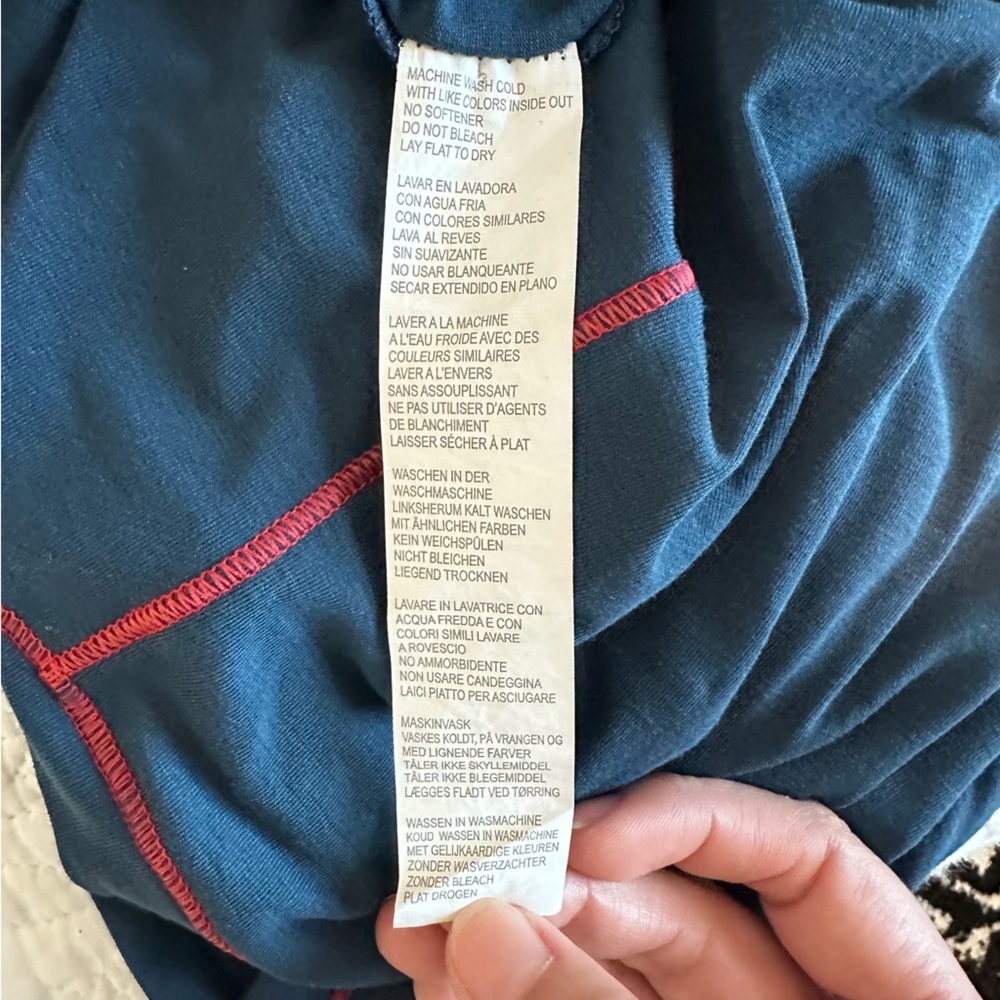 MACHINE WASH COLD
WITH LIKE COLORS INSIDE OUT
NO SOFTENER
DO NOT BLEACH
LAY FLAT TO DRY
LAVAR EN LAVADORA
CON AGUA FRIA
CON COLORES SIMILARES
LAVA AL REVES
SIN SUAVIZANTE
NO USAR BLANQUEANTE
SECAR EXTENDIDO EN PLANO
LAVER A LA MACHINE
A L'EAU FROIDE AVEC DES
COULEURS SIMILAIRES
LAVER A L'ENVERS
SANS ASSOUPLISSANT
NE PAS UTILISER D'AGENTS
DE BLANCHIMENT
LAISSER SÉCHER À PLAT
WASCHEN IN DER
WASCHMASCHINE
LINKSHERUM KALT WASCHEN
MIT ÄHNLICHEN FARBEN
KEIN WEICHSPÜLEN
NICHT BLEICHEN
LIEGEND TROCKNEN
LAVARE IN LAVATRICE CON
ACQUA FREDDA E CON
COLORI SIMILI LAVARE
A ROVESCIO
NO AMMORBIDENTE
NON USARE CANDEGGINA
LAICI PIATTO PER ASCIUGARE
MASKINVASK
VASKES KOLDT, PÅ VRANGEN OG
MED LIGNENDE FARVER
TÅLER IKKE SKYLLEMIDDEL
TÅLER IKKE BLEGEMIDDEL
LÆGGES FLADT VED TØRRING
WASSEN IN WASMACHINE
KOUD WASSEN IN WASMACHINE
MET GELIJKAARDIGE KLEUREN
ZONDER WASVERZACHTER
ZONDER BLEACH
PLAT DROGEN